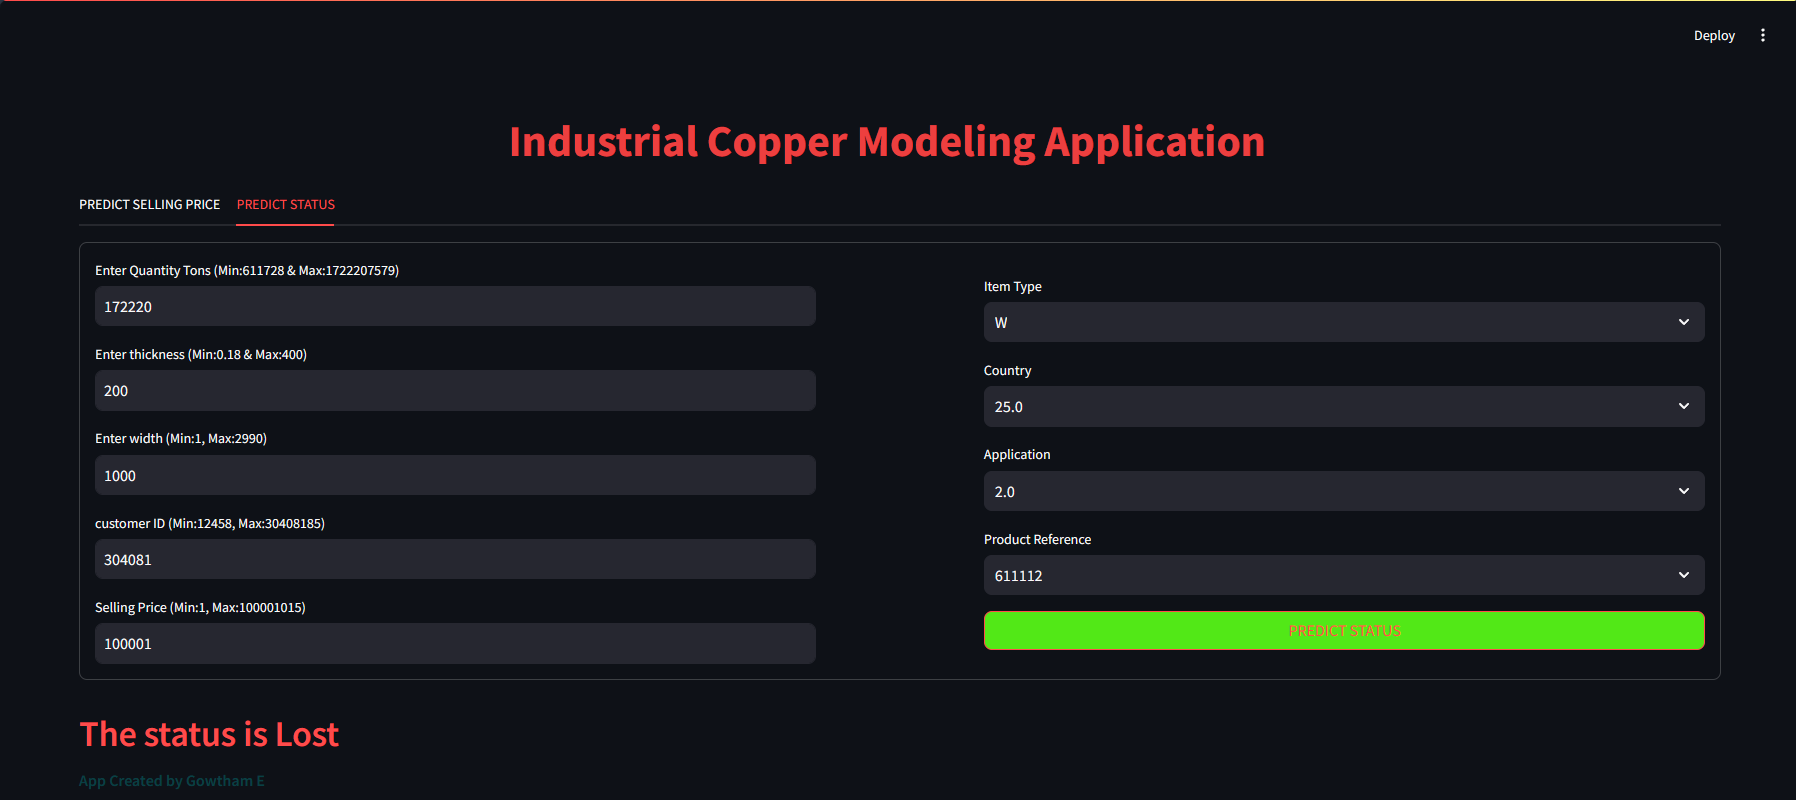 Deploy
Industrial Copper Modeling Application
PREDICT SELLING PRICE PREDICT STATUS
Enter Quantity Tons (Min:611728 & Max:1722207579)
172220
Enter thickness (Min:0.18 & Max:400)
200
Enter width (Min:1, Max:2990)
1000
customer ID (Min:12458, Max:30408185)
304081
Selling Price (Min:1, Max:100001015)
100001
Item Type
W
Country
25.0
Application
2.0
Product Reference
611112
PREDICT STATUS
The status is Lost
App Created by Gowtham E